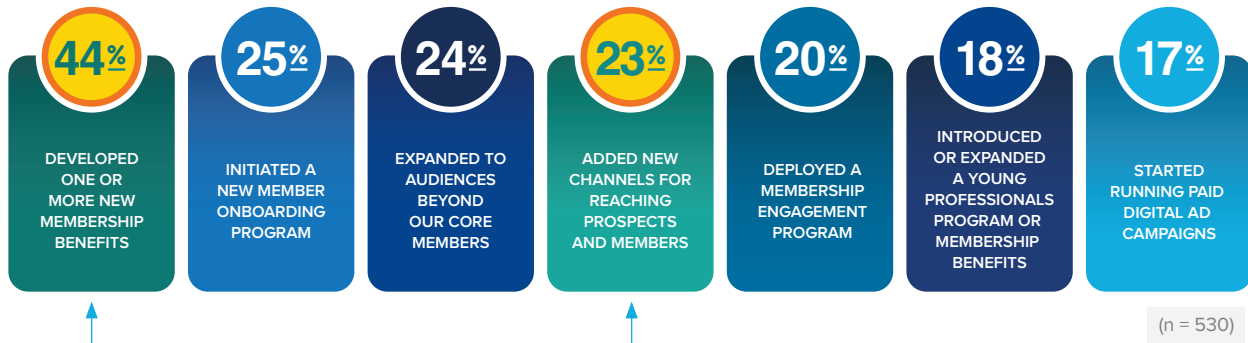 44%
DEVELOPED
ONE OR
MORE NEW
MEMBERSHIP
BENEFITS
25%
INITIATED A
NEW MEMBER
ONBOARDING
PROGRAM
24%
EXPANDED TO
AUDIENCES
BEYOND
OUR CORE
MEMBERS
23%
ADDED NEW
CHANNELS FOR
REACHING
PROSPECTS
AND MEMBERS
20%
DEPLOYED A
MEMBERSHIP
ENGAGEMENT
PROGRAM
18%
INTRODUCED
OR EXPANDED
A YOUNG
PROFESSIONALS
PROGRAM OR
MEMBERSHIP
BENEFITS
17%
STARTED
RUNNING PAID
DIGITAL AD
CAMPAIGNS
(n = 530)